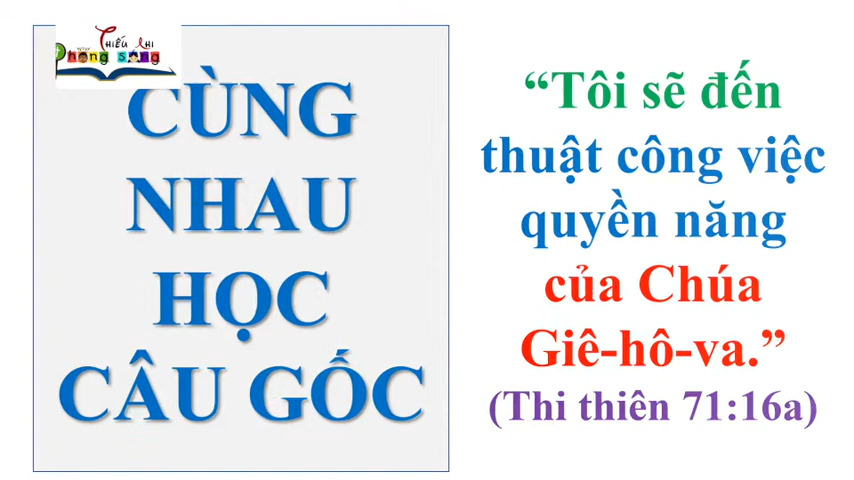 Thiếu Nhi
Phong Sóng
CÙNG
NHAU
HỌC
CÂU GỐC
“Tôi sẽ đến
thuật công việc
quyền năng
của Chúa
Giê-hô-va.”
(Thi thiên 71:16a)